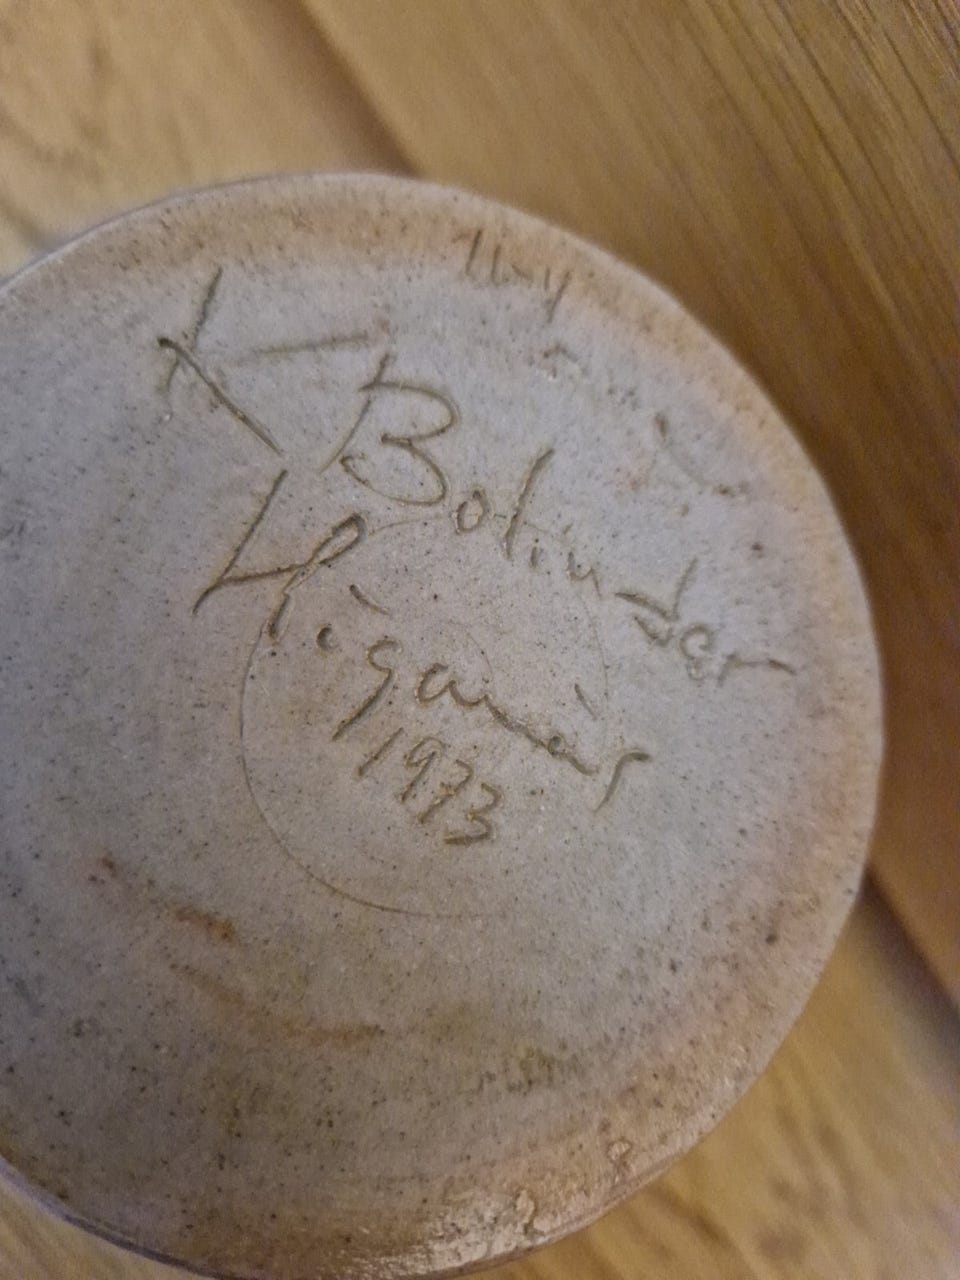 K Bolinder
Höganäs
1973